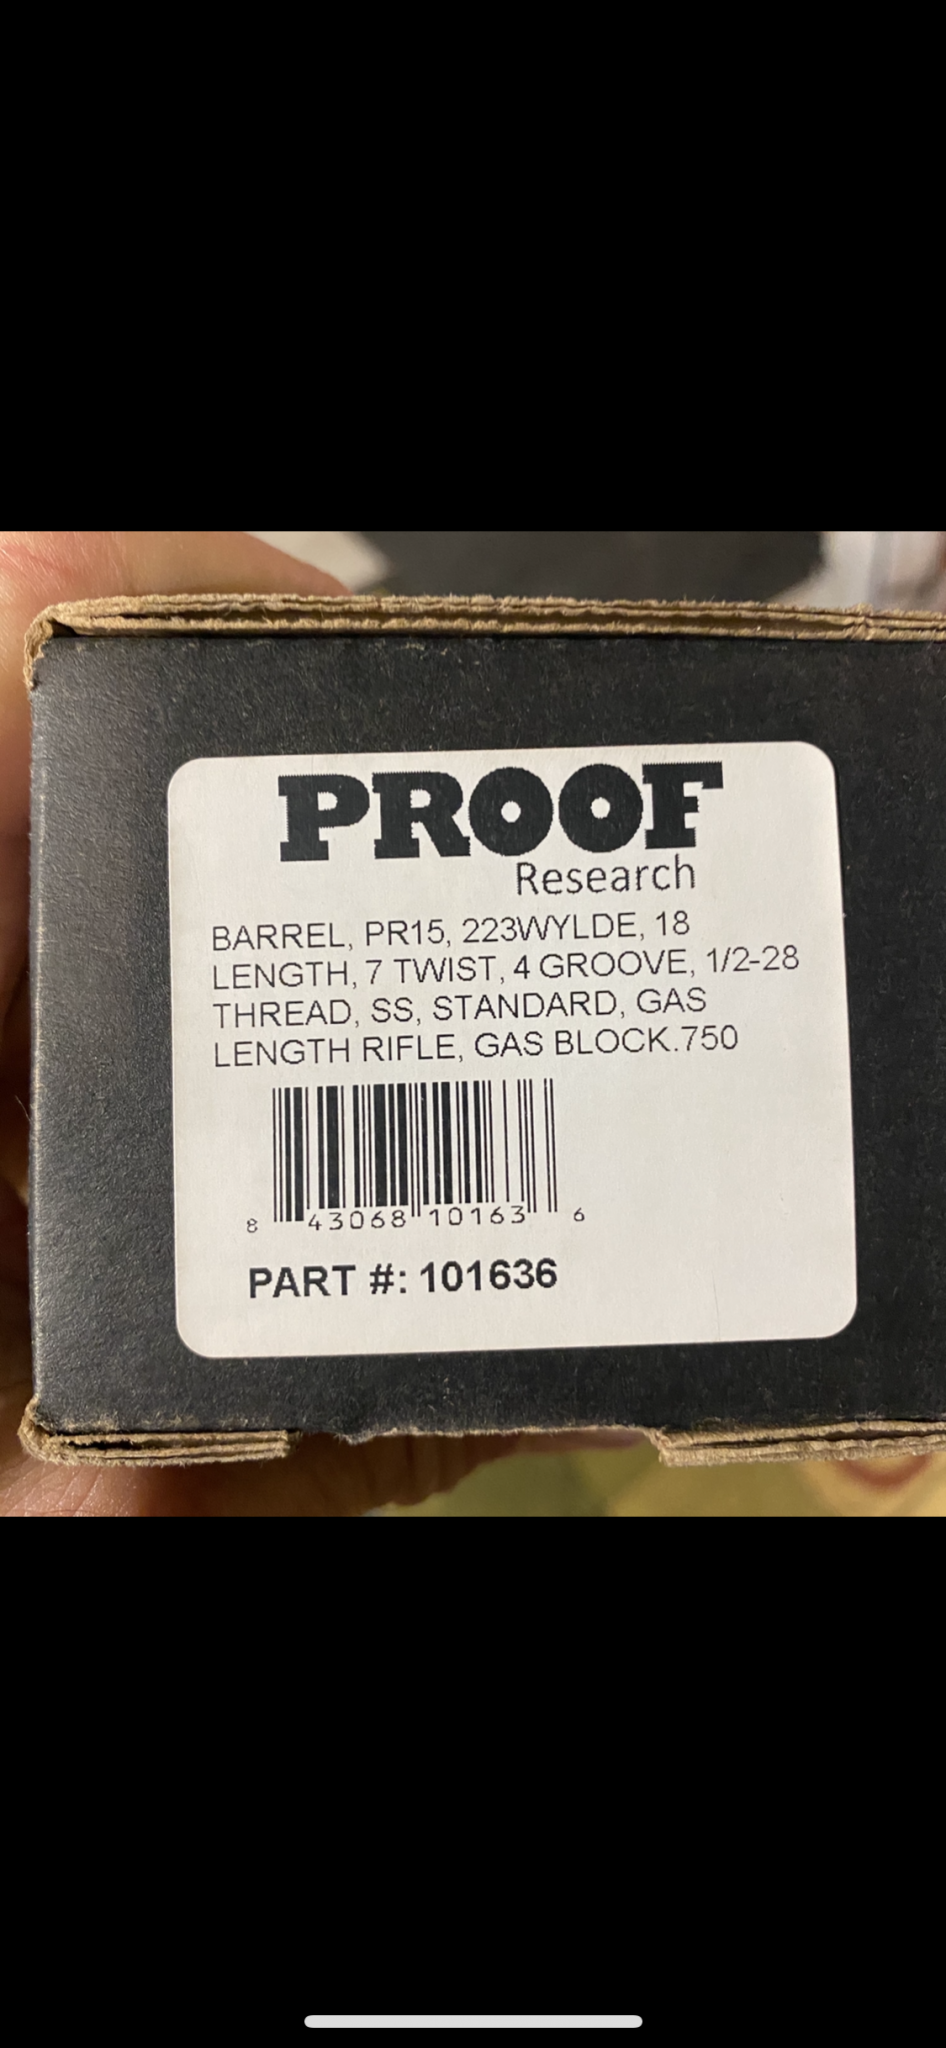 PROOF
Research
BARREL, PR15, 223WYLDE, 18
LENGTH, 7 TWIST, 4 GROOVE, 1/2-28
THREAD, SS, STANDARD, GAS
LENGTH RIFLE, GAS BLOCK.750
8 43068 10163 6
PART #: 101636